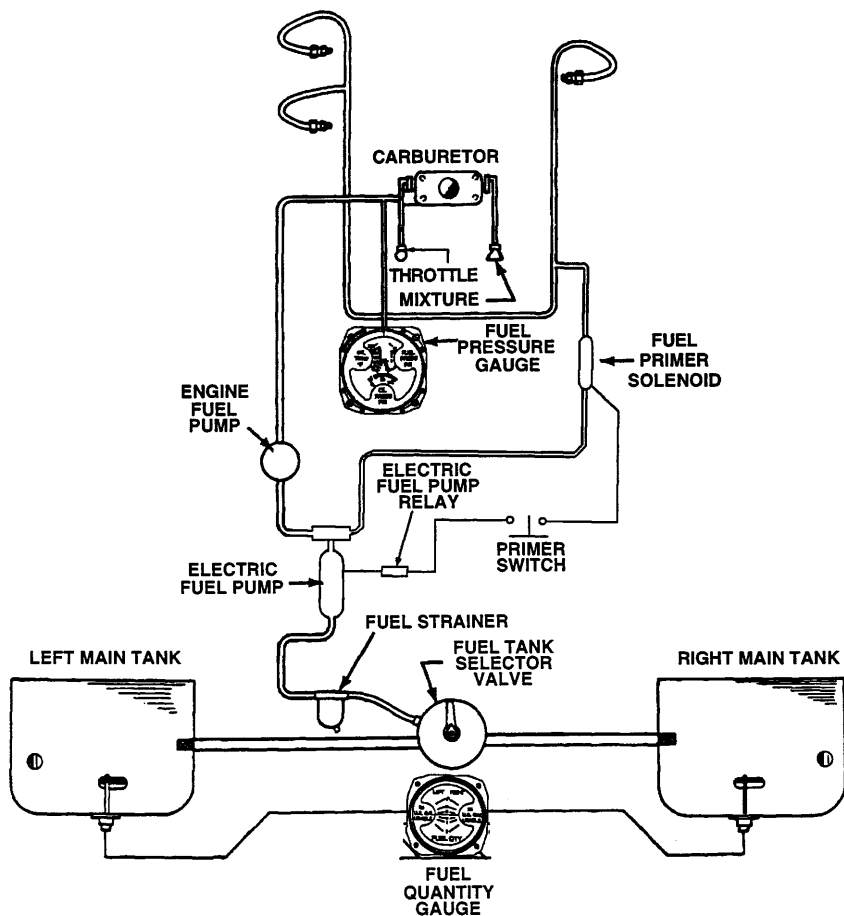 CARBURETOR
THROTTLE
MIXTURE
FUEL
PRESSURE
GAUGE
FUEL
PRIMER
SOLENOID
ENGINE
FUEL
PUMP
ELECTRIC
FUEL PUMP
RELAY
PRIMER
SWITCH
ELECTRIC
FUEL PUMP
FUEL STRAINER
FUEL TANK
SELECTOR
VALVE
LEFT MAIN TANK
RIGHT MAIN TANK
LEFT RIGHT
FUEL QTY
FUEL
QUANTITY
GAUGE